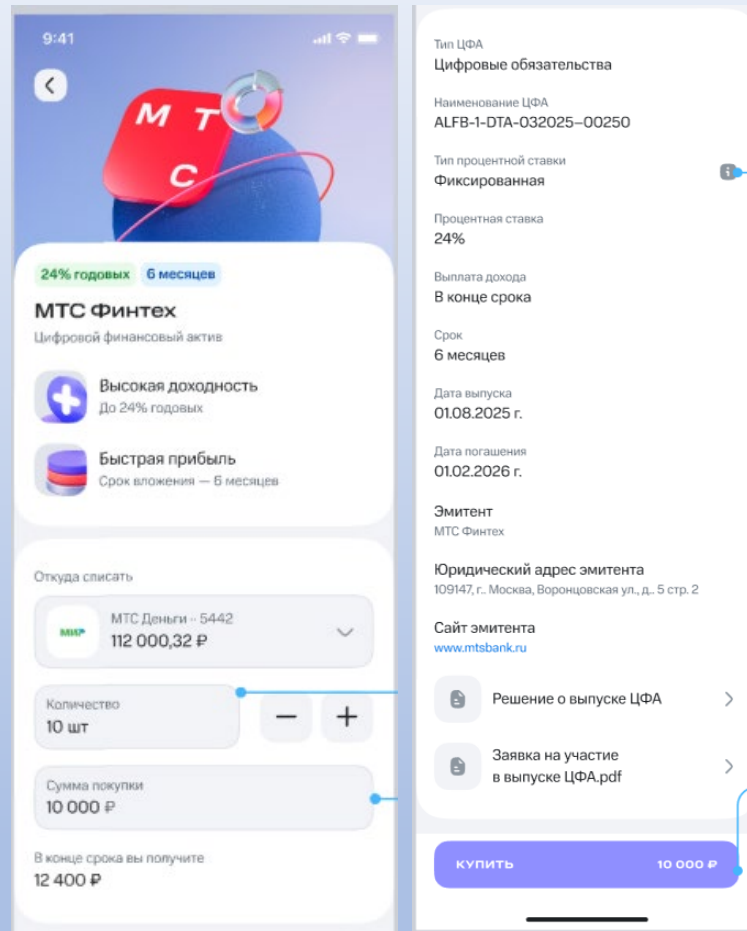 9:41
М Т
С
24% годовых 6 месяцев
МТС Финтех
Цифровой финансовый актив
Высокая доходность
До 24% годовых
Быстрая прибыль
Срок вложения — 6 месяцев
Откуда списать
МИР
МТС Деньги ·· 5442
112 000,32 ₽
Количество
10 шт
Сумма покупки
10 000 ₽
В конце срока вы получите
12 400 ₽
Тип ЦФА
Цифровые обязательства
Наименование ЦФА
ALFB-1-DTA-032025–00250
Тип процентной ставки
Фиксированная
Процентная ставка
24%
Выплата дохода
В конце срока
Срок
6 месяцев
Дата выпуска
01.08.2025 г.
Дата погашения
01.02.2026 г.
Эмитент
МТС Финтех
Юридический адрес эмитента
109147, г.. Москва, Воронцовская ул., д.. 5 стр. 2
Сайт эмитента
www.mtsbank.ru
Решение о выпуске ЦФА
Заявка на участие
в выпуске ЦФА.pdf
КУПИТЬ 10 000 ₽